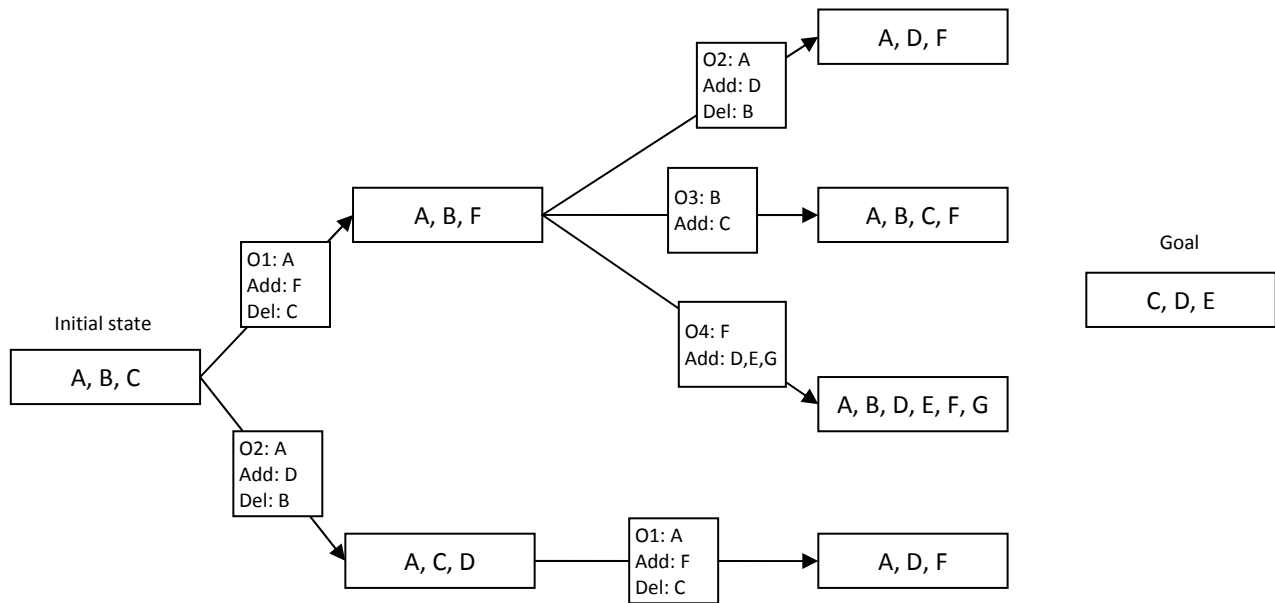 Initial state
A, B, C
O1: A
Add: F
Del: C
O2: A
Add: D
Del: B
A, B, F
A, C, D
O2: A
Add: D
Del: B
O3: B
Add: C
O4: F
Add: D,E,G
O1: A
Add: F
Del: C
A, D, F
A, B, C, F
A, B, D, E, F, G
A, D, F
Goal
C, D, E